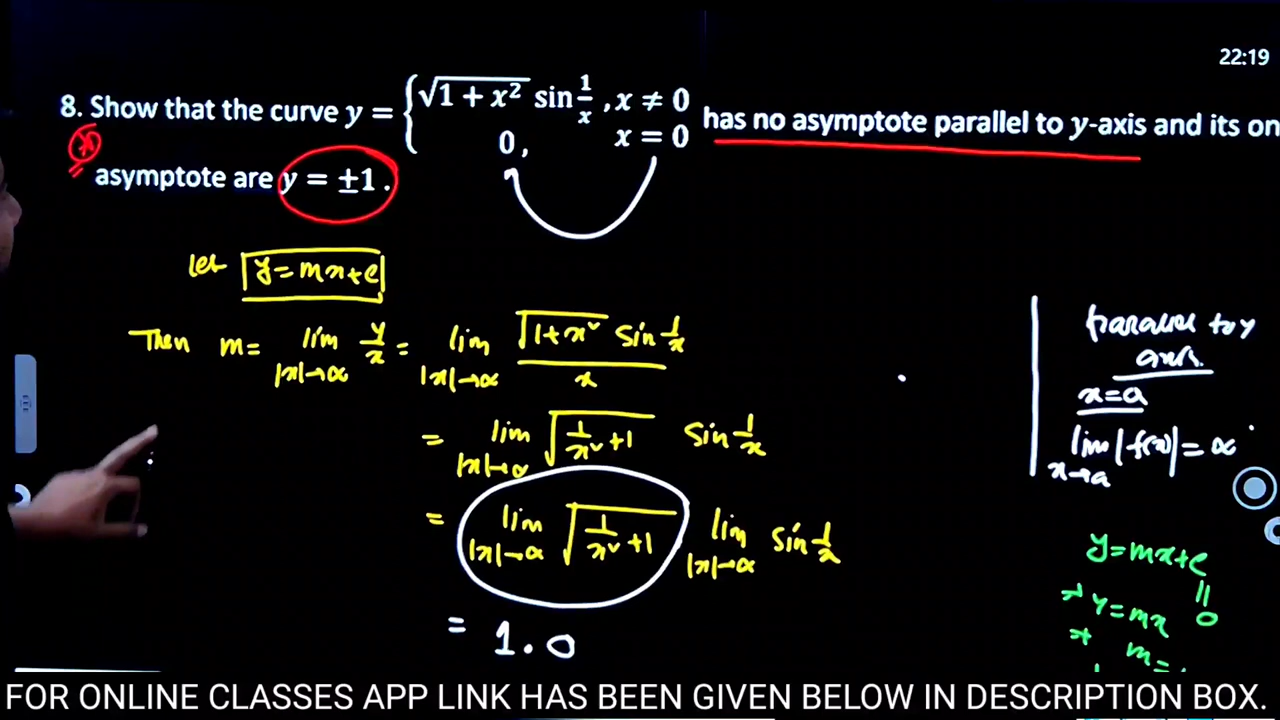 22:19
8. Show that the curve y = { √(1 + x²) sin 1/x , x ≠ 0 has no asymptote parallel to y-axis and its on
0, x = 0
asymptote are y = ±1.
Let y = mx + c
Then m = lim |x|→∞ y/x = lim |x|→∞ √(1+x²) sin 1/x / x
= lim |x|→∞ √(1/x² + 1) sin 1/x
= lim |x|→∞ √(1/x² + 1) lim |x|→∞ sin 1/x
= 1.0
parallel to y
axis.
x = a
lim x→a |f(x)| = ∞
y = mx + c
|| 0
y = mx
m =
FOR ONLINE CLASSES APP LINK HAS BEEN GIVEN BELOW IN DESCRIPTION BOX.